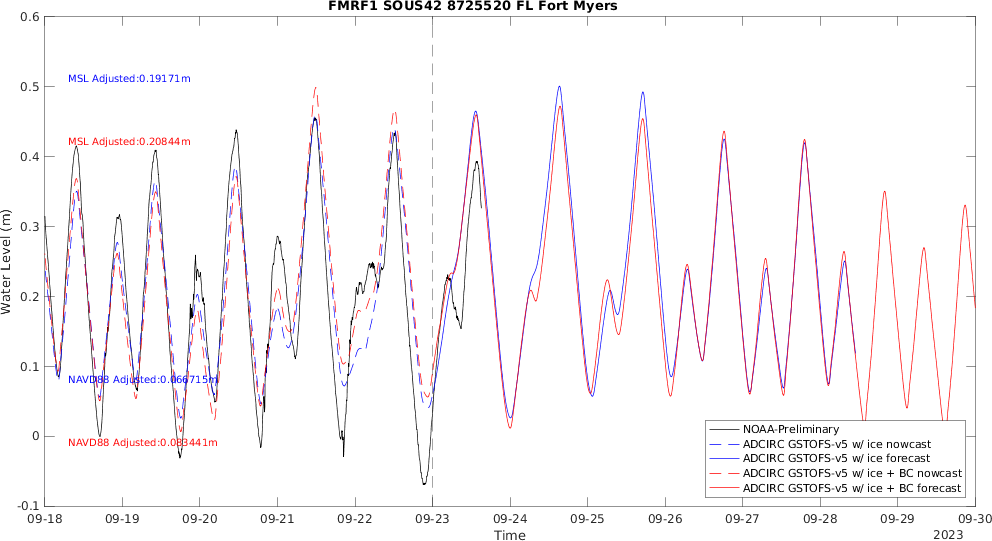 FMRF1 SOUS42 8725520 FL Fort Myers
0.6
0.5
0.4
0.3
0.2
0.1
0
-0.1
Water Level (m)
MSL Adjusted:0.19171m
MSL Adjusted:0.20844m
NAVD88 Adjusted:0.066715m
NAVD88 Adjusted:0.083441m
NOAA-Preliminary
ADCIRC GSTOFS-v5 w/ ice nowcast
ADCIRC GSTOFS-v5 w/ ice forecast
ADCIRC GSTOFS-v5 w/ ice + BC nowcast
ADCIRC GSTOFS-v5 w/ ice + BC forecast
09-18 09-19 09-20 09-21 09-22 09-23 09-24 09-25 09-26 09-27 09-28 09-29 09-30
Time
2023